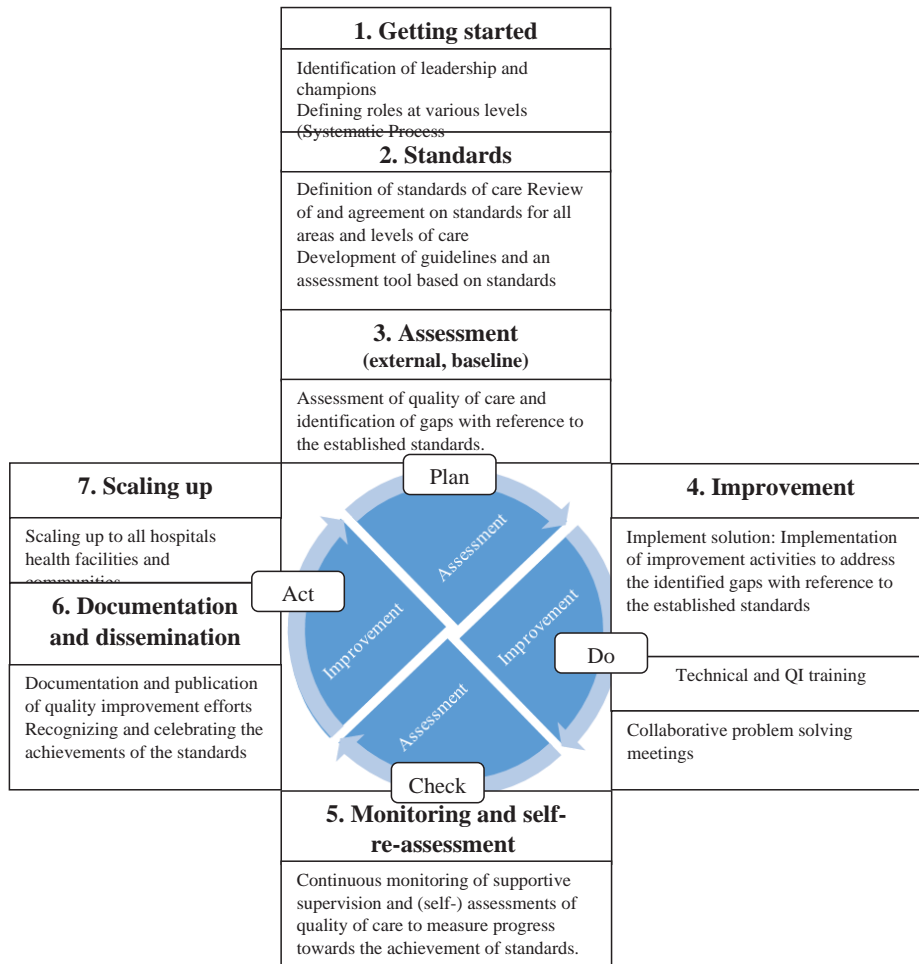 1. Getting started
Identification of leadership and
champions
Defining roles at various levels
(Systematic Process
2. Standards
Definition of standards of care Review
of and agreement on standards for all
areas and levels of care
Development of guidelines and an
assessment tool based on standards
3. Assessment
(external, baseline)
Assessment of quality of care and
identification of gaps with reference to
the established standards.
Plan
Assessment
Improvement
Assessment
Improvement
Do
Check
Act
4. Improvement
Implement solution: Implementation
of improvement activities to address
the identified gaps with reference to
the established standards
Technical and QI training
Collaborative problem solving
meetings
5. Monitoring and self-
re-assessment
Continuous monitoring of supportive
supervision and (self-) assessments of
quality of care to measure progress
towards the achievement of standards.
6. Documentation
and dissemination
Documentation and publication
of quality improvement efforts
Recognizing and celebrating the
achievements of the standards
7. Scaling up
Scaling up to all hospitals
health facilities and
communities